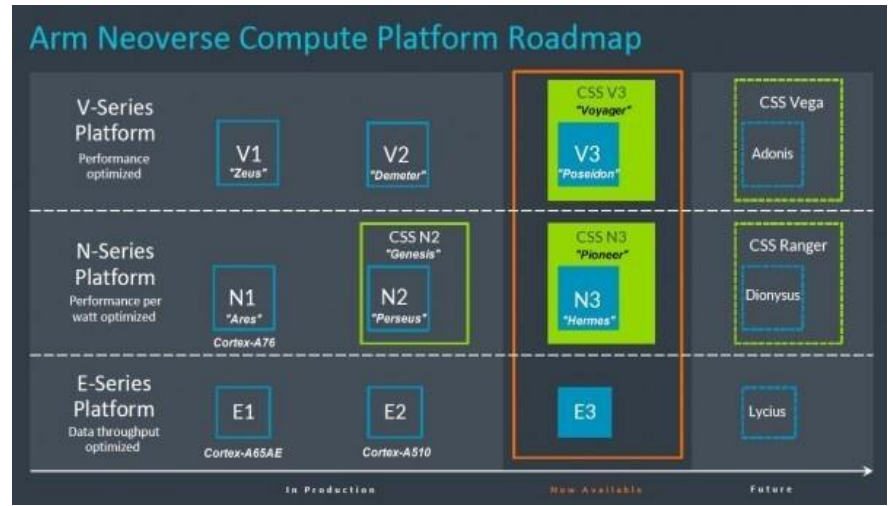 Arm Neoverse Compute Platform Roadmap
V-Series
Platform
Performance
optimized
V1
"Zeus"
V2
"Demeter"
CSS V3
"Voyager"
V3
"Poseidon"
CSS Vega
Adonis
N-Series
Platform
Performance per
watt optimized
N1
"Ares"
Cortex-A76
CSS N2
"Genesis"
N2
"Perseus"
CSS N3
"Pioneer"
N3
"Hermes"
CSS Ranger
Dionysus
E-Series
Platform
Data throughput
optimized
E1
Cortex-A65AE
E2
Cortex-A510
E3
Lycius
In Production
Now Available
Future